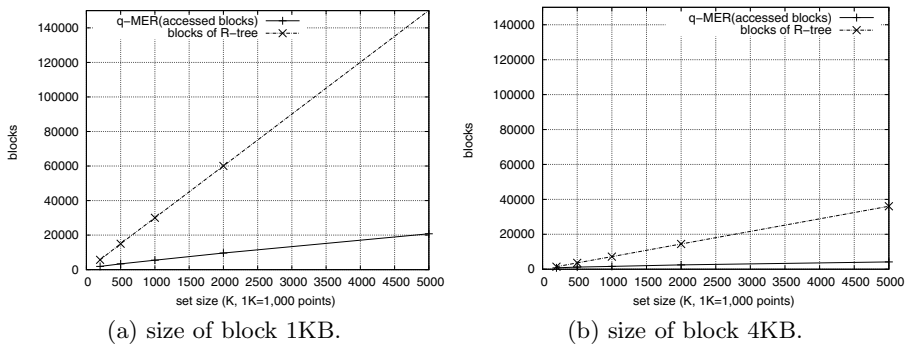 q-MER(accessed blocks)
blocks of R-tree
140000
120000
100000
80000
60000
40000
20000
0
blocks
0 500 1000 1500 2000 2500 3000 3500 4000 4500 5000
set size (K, 1K=1,000 points)
(a) size of block 1KB.
q-MER(accessed blocks)
blocks of R-tree
140000
120000
100000
80000
60000
40000
20000
0
blocks
0 500 1000 1500 2000 2500 3000 3500 4000 4500 5000
set size (K, 1K=1,000 points)
(b) size of block 4KB.